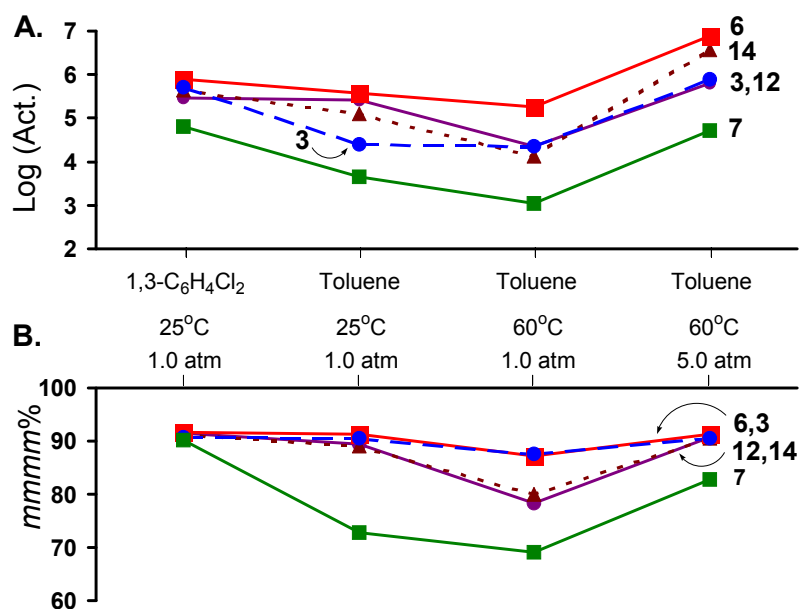 A.
Log (Act.)
7
6
5
4
3
2
6
14
3,12
7
3
1,3-C₆H₄Cl₂ Toluene Toluene Toluene
25°C 25°C 60°C 60°C
1.0 atm 1.0 atm 1.0 atm 5.0 atm
B.
mmmm%
100
90
80
70
60
6,3
12,14
7